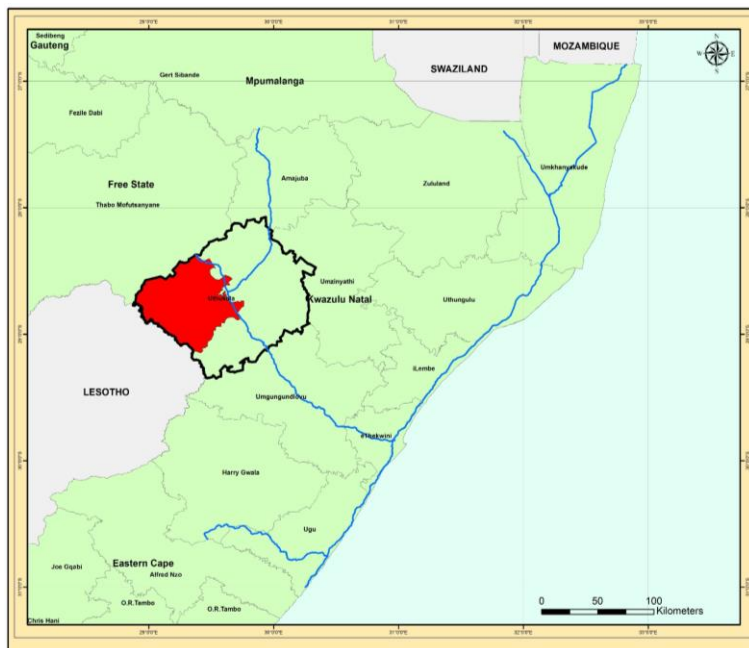 Sedibeng
Gauteng
Gert Sibande
Mpumalanga
SWAZILAND
MOZAMBIQUE
N
W
E
S
Fezile Dabi
Free State
Thabo Mofutsanyane
Amajuba
Zululand
Umkhanyakude
Umzinyathi
Kwazulu Natal
Uthungulu
LESOTHO
iLembe
Umgungundlovu
eThekwini
Harry Gwala
Ugu
Joe Gqabi
Eastern Cape
Alfred Nzo
O.R.Tambo
O.R.Tambo
Chris Hani
0 50 100
Kilometers